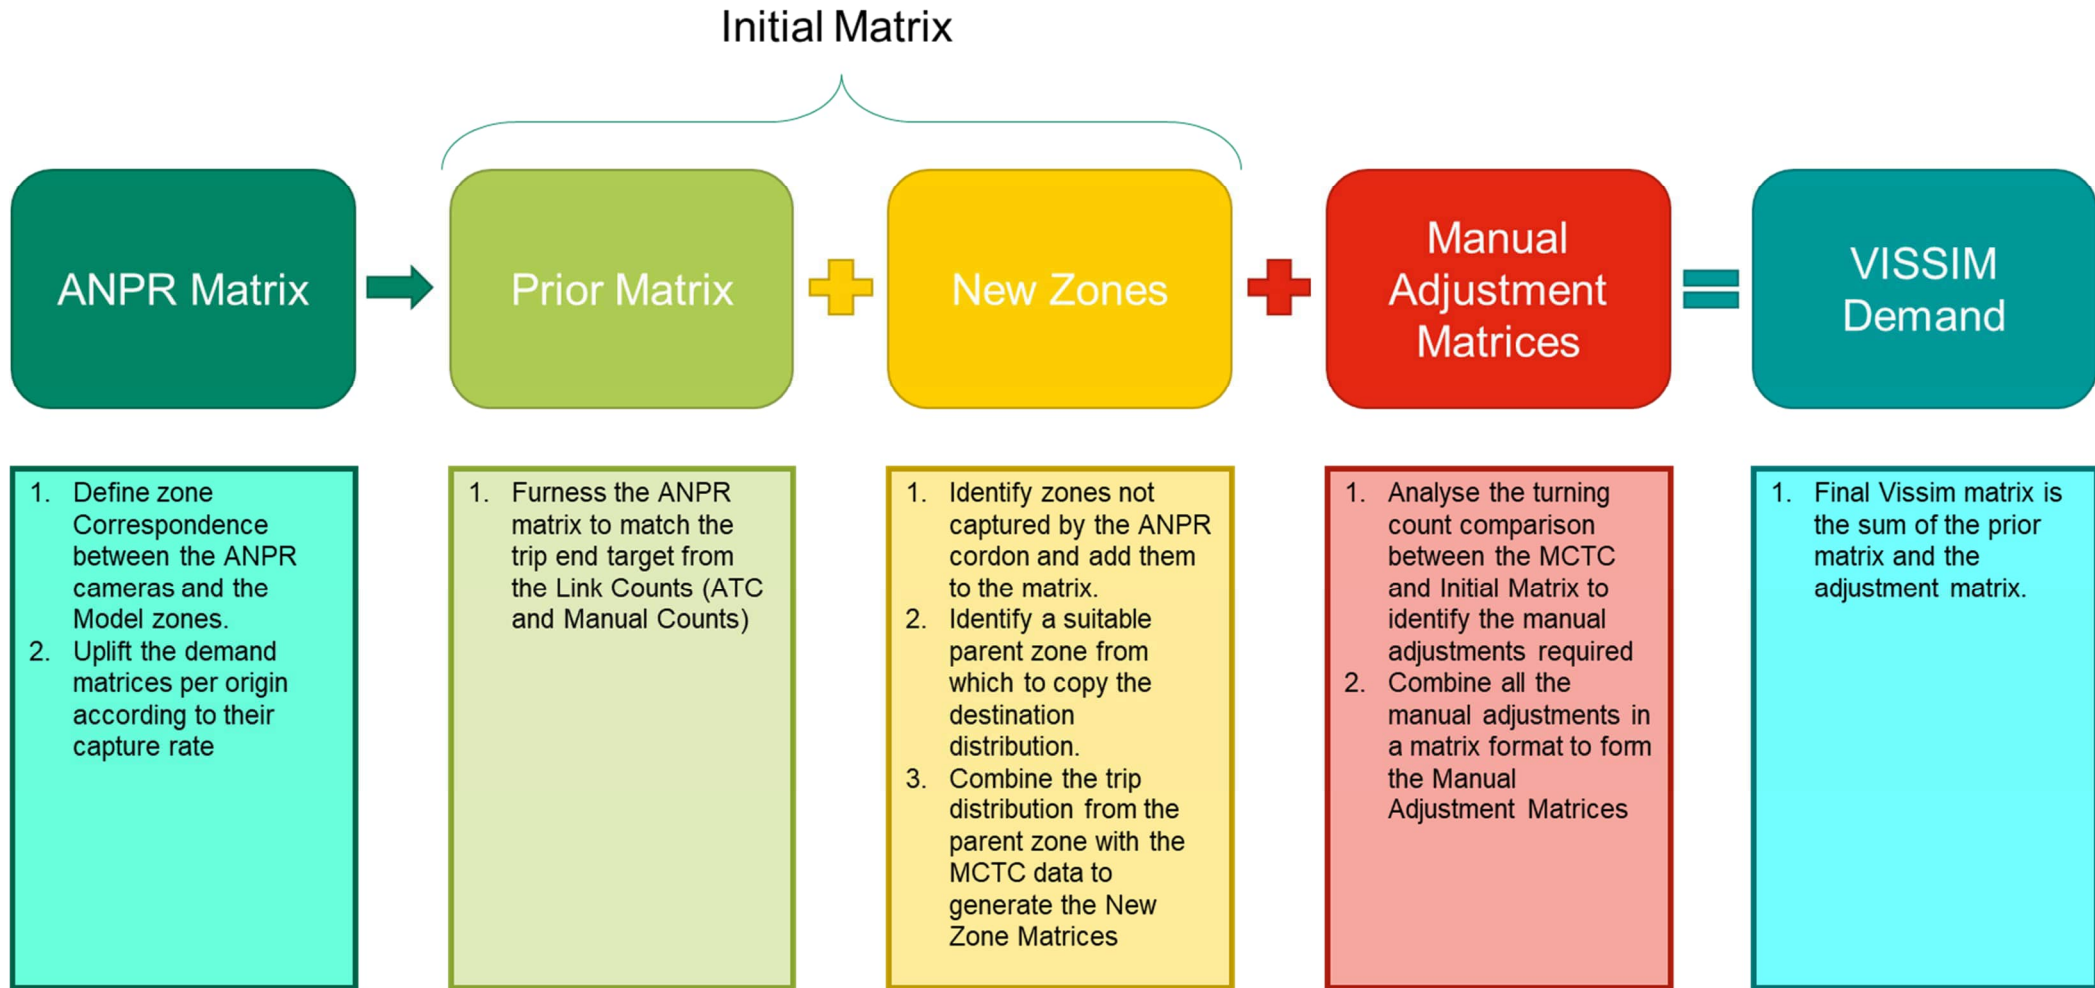 Initial Matrix
ANPR Matrix
Prior Matrix
New Zones
Manual
Adjustment
Matrices
VISSIM
Demand
1. Define zone
Correspondence
between the ANPR
cameras and the
Model zones.
2. Uplift the demand
matrices per origin
according to their
capture rate
1. Furness the ANPR
matrix to match the
trip end target from
the Link Counts (ATC
and Manual Counts)
1. Identify zones not
captured by the ANPR
cordon and add them
to the matrix.
2. Identify a suitable
parent zone from
which to copy the
destination
distribution.
3. Combine the trip
distribution from the
parent zone with the
MCTC data to
generate the New
Zone Matrices
1. Analyse the turning
count comparison
between the MCTC
and Initial Matrix to
identify the manual
adjustments required
2. Combine all the
manual adjustments in
a matrix format to form
the Manual
Adjustment Matrices
1. Final Vissim matrix is
the sum of the prior
matrix and the
adjustment matrix.